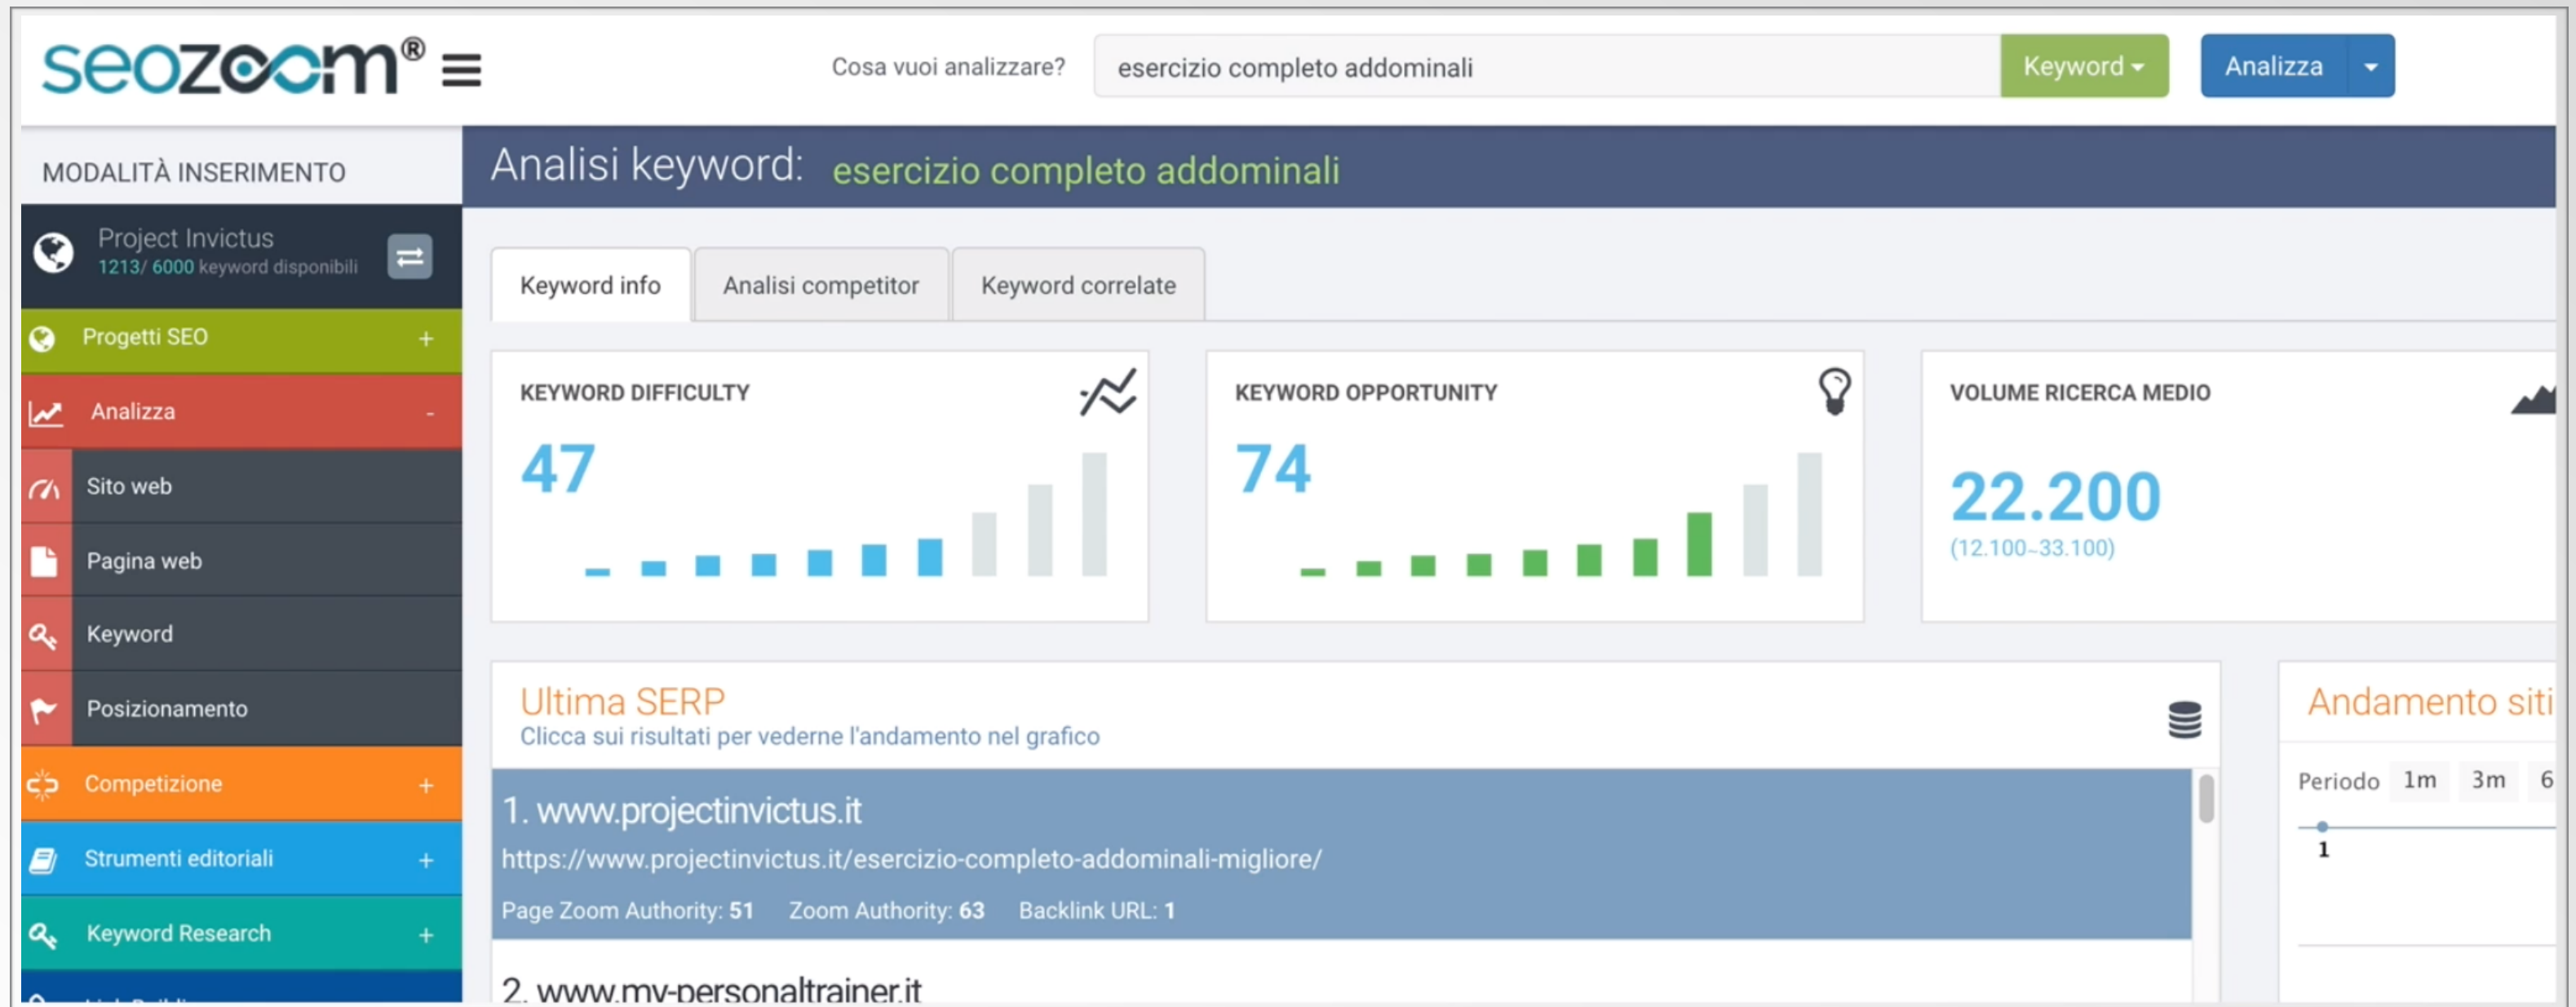 seozoom®
Cosa vuoi analizzare?
esercizio completo addominali
Keyword
Analizza
MODALITÀ INSERIMENTO
Project Invictus
1213/ 6000 keyword disponibili
Progetti SEO +
Analizza -
Sito web
Pagina web
Keyword
Posizionamento
Competizione +
Strumenti editoriali +
Keyword Research +
Analisi keyword: esercizio completo addominali
Keyword info
Analisi competitor
Keyword correlate
KEYWORD DIFFICULTY
47
KEYWORD OPPORTUNITY
74
VOLUME RICERCA MEDIO
22.200
(12.100~33.100)
Ultima SERP
Clicca sui risultati per vederne l'andamento nel grafico
1. www.projectinvictus.it
https://www.projectinvictus.it/esercizio-completo-addominali-migliore/
Page Zoom Authority: 51 Zoom Authority: 63 Backlink URL: 1
2. www.my-personaltrainer.it
Andamento siti
Periodo 1m 3m 6
1